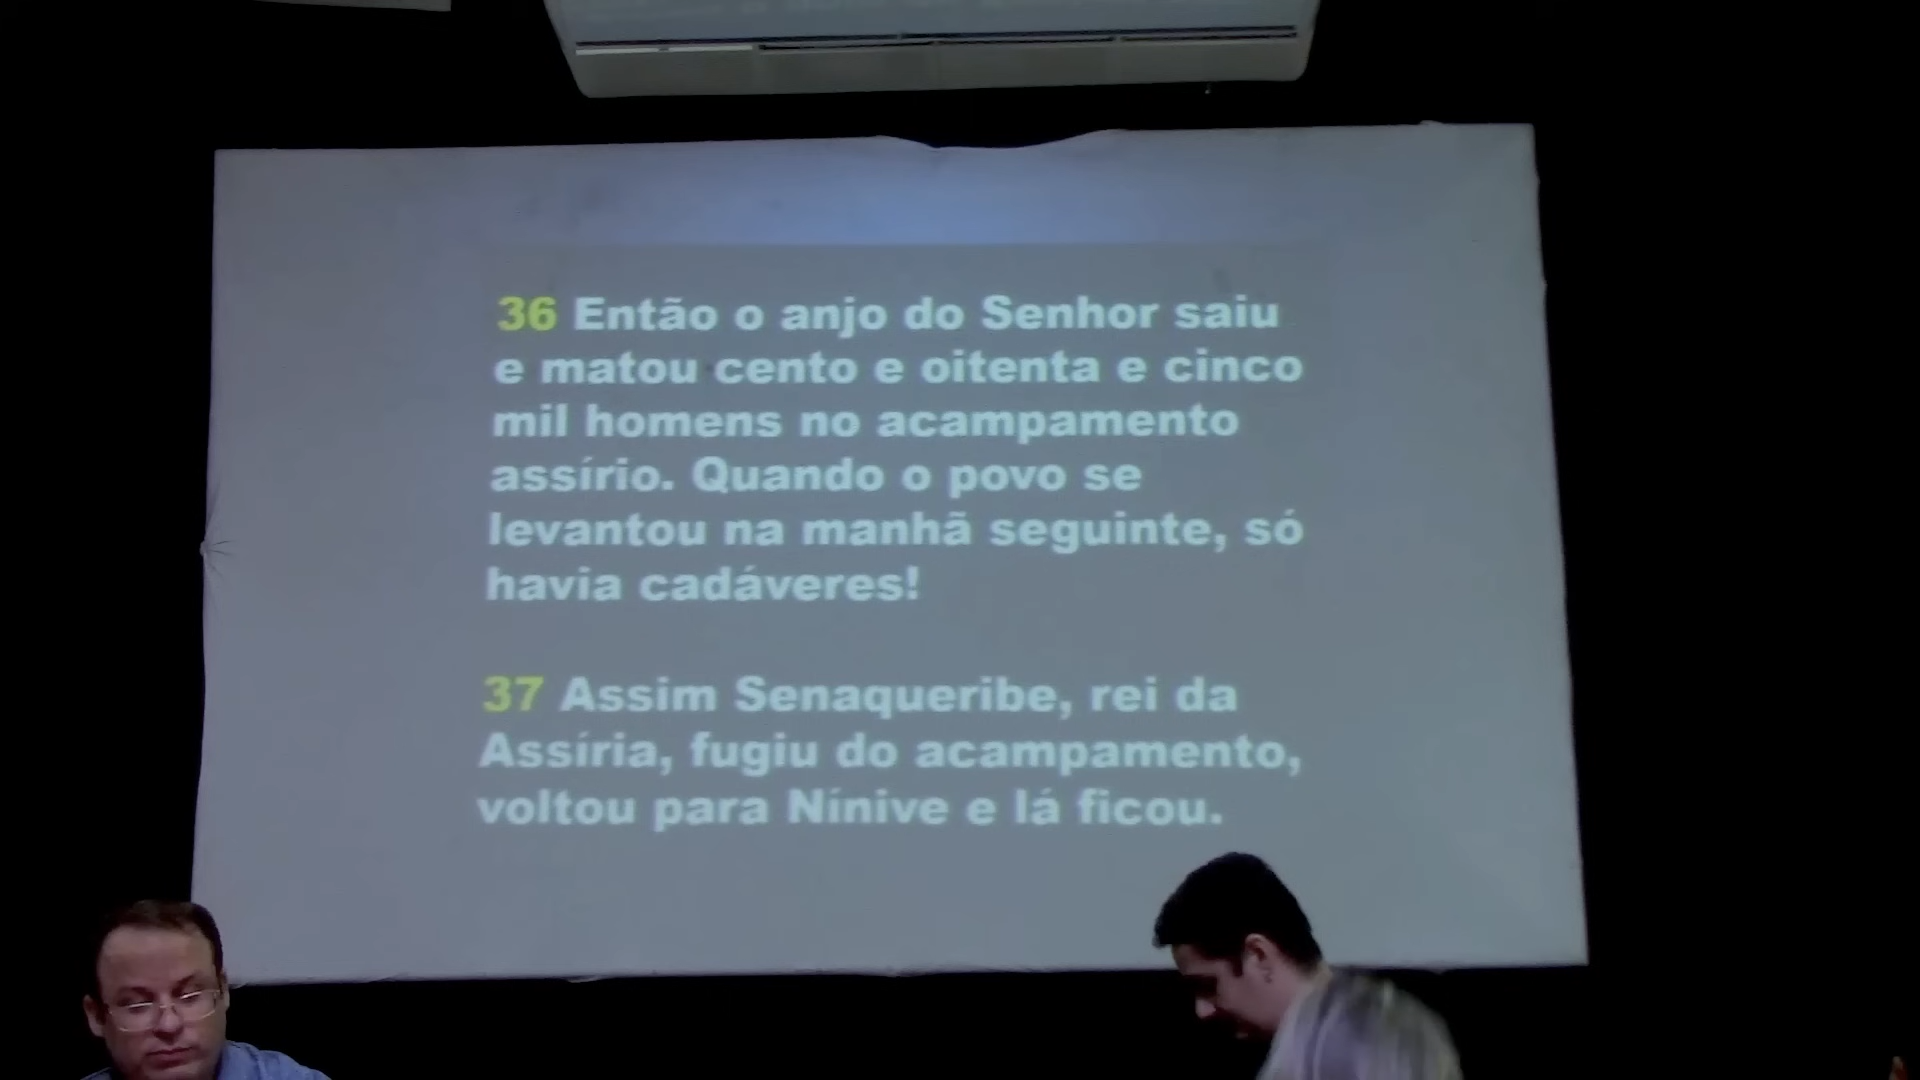 36 Então o anjo do Senhor saiu
e matou cento e oitenta e cinco
mil homens no acampamento
assírio. Quando o povo se
levantou na manhã seguinte, só
havia cadáveres!
37 Assim Senaqueribe, rei da
Assíria, fugiu do acampamento,
voltou para Nínive e lá ficou.